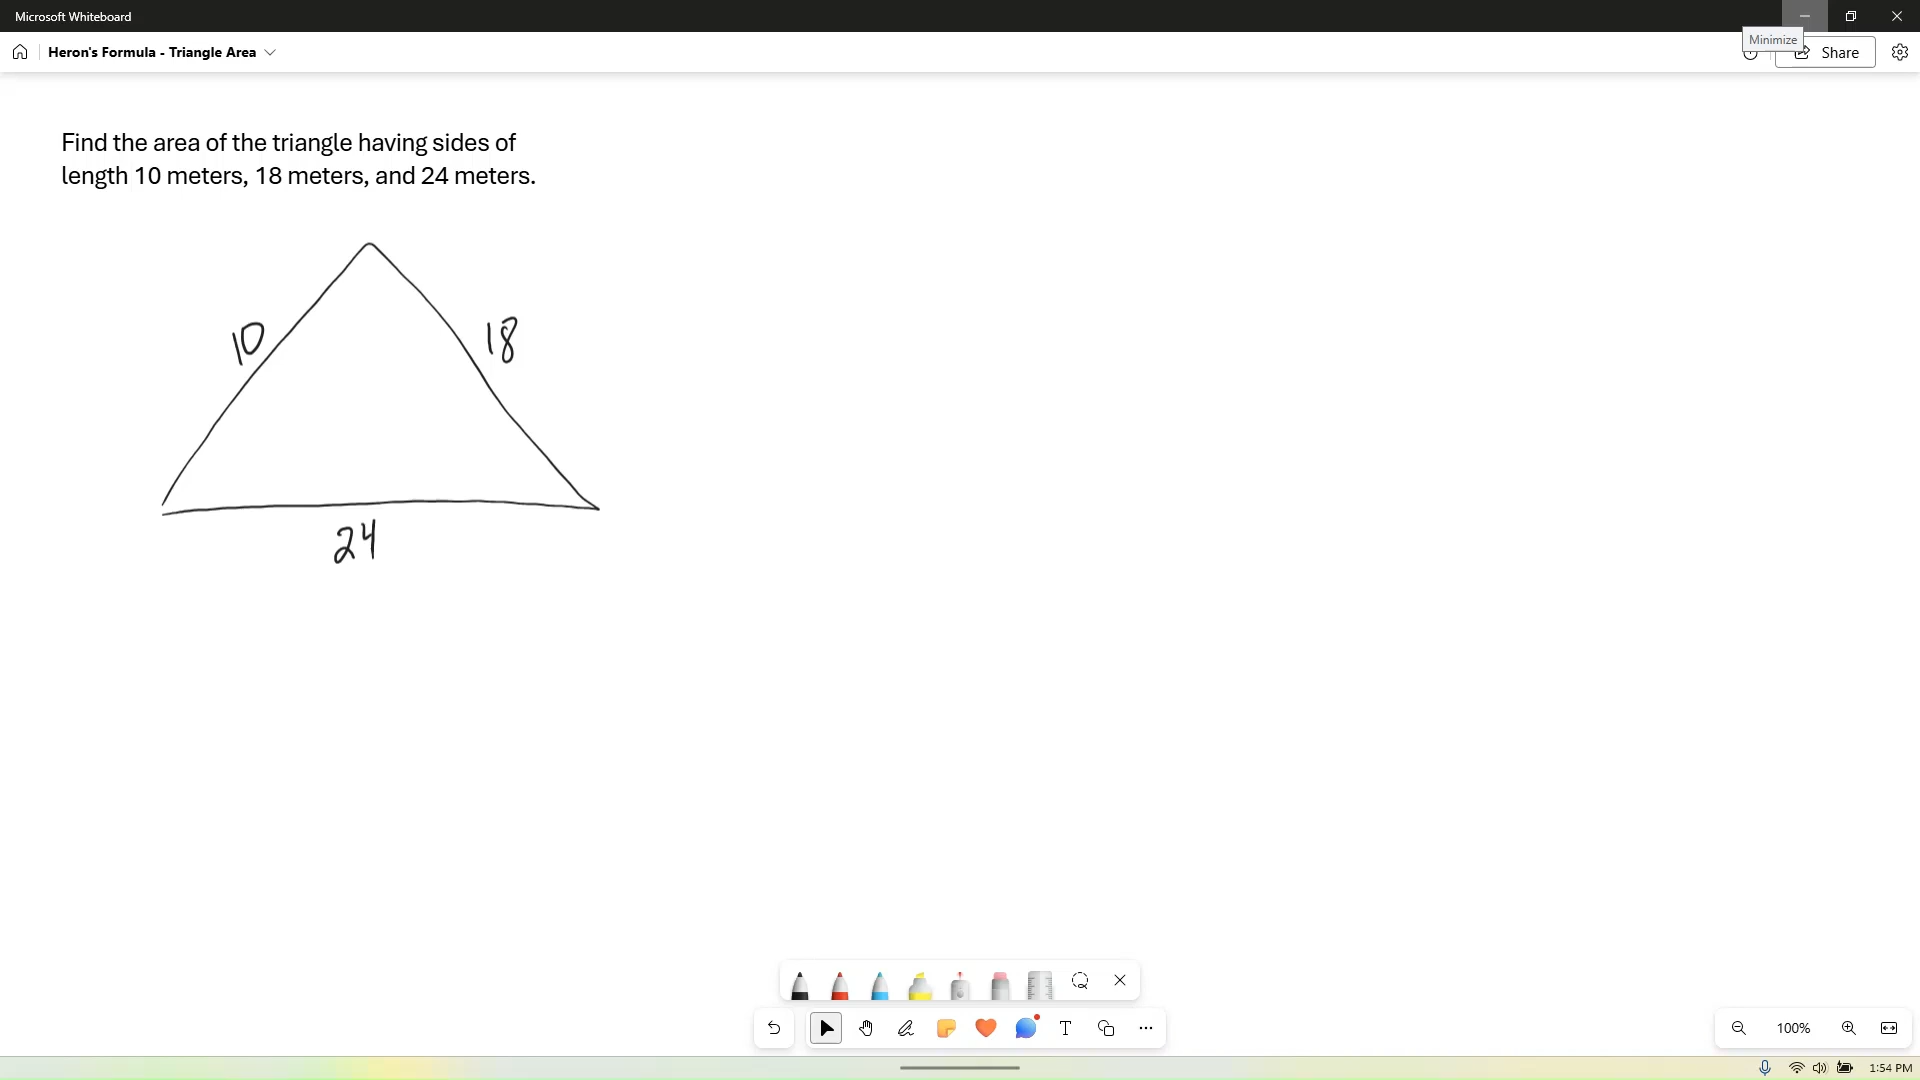 Microsoft Whiteboard
Heron's Formula - Triangle Area
Minimize
Share
Find the area of the triangle having sides of
length 10 meters, 18 meters, and 24 meters.
10
18
24
100%
1:54 PM